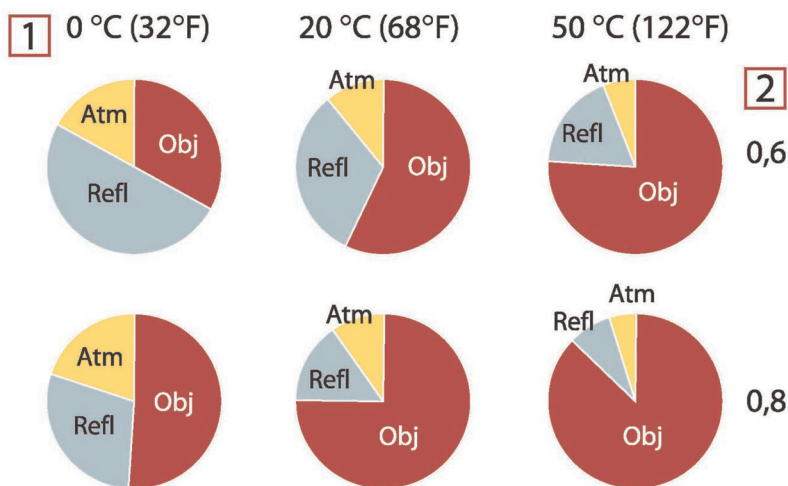 1 0 °C (32°F) 20 °C (68°F) 50 °C (122°F)
Atm Obj Refl
Atm Refl Obj
Atm Refl Obj
2
0,6
Atm Obj Refl
Atm Refl Obj
Atm Refl Obj
0,8